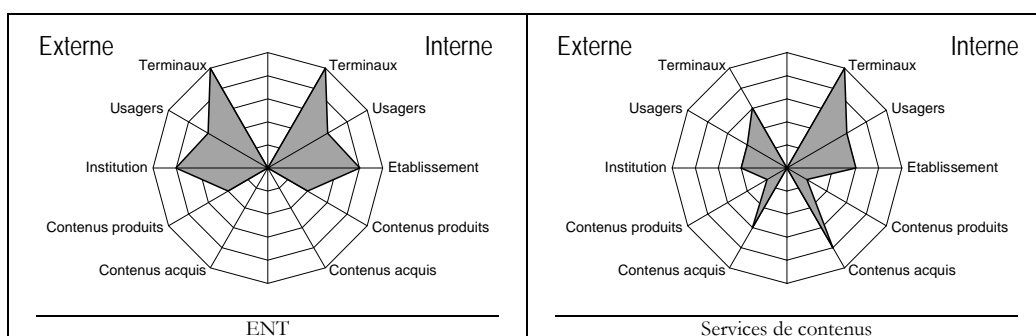 Externe Interne
Terminaux Terminaux
Usagers Usagers
Institution Etablissement
Contenus produits Contenus produits
Contenus acquis Contenus acquis
ENT
Externe Interne
Terminaux Terminaux
Usagers Usagers
Institution Etablissement
Contenus produits Contenus produits
Contenus acquis Contenus acquis
Services de contenus